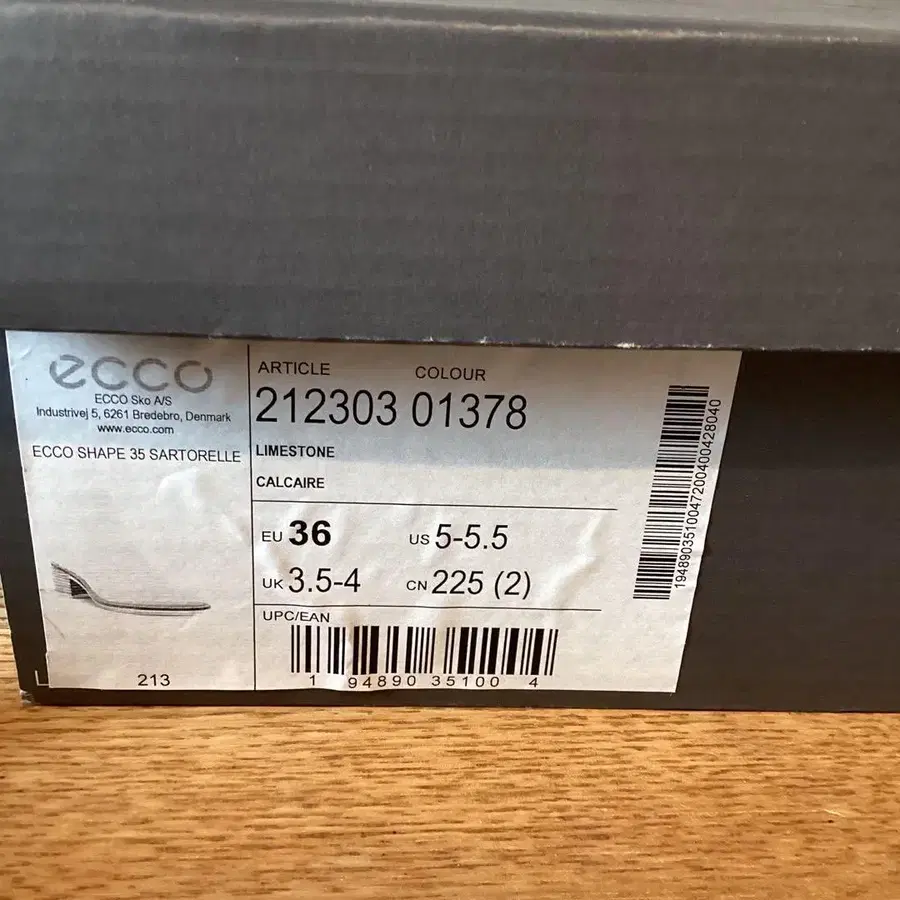 ecco
ECCO Sko A/S
Industrivej 5, 6261 Bredebro, Denmark
www.ecco.com
ECCO SHAPE 35 SARTORELLE
213
ARTICLE COLOUR
212303 01378
LIMESTONE
CALCAIRE
EU 36 US 5-5.5
UK 3.5-4 CN 225 (2)
UPC/EAN
1 94890 35100 4
1948903510047200400428040